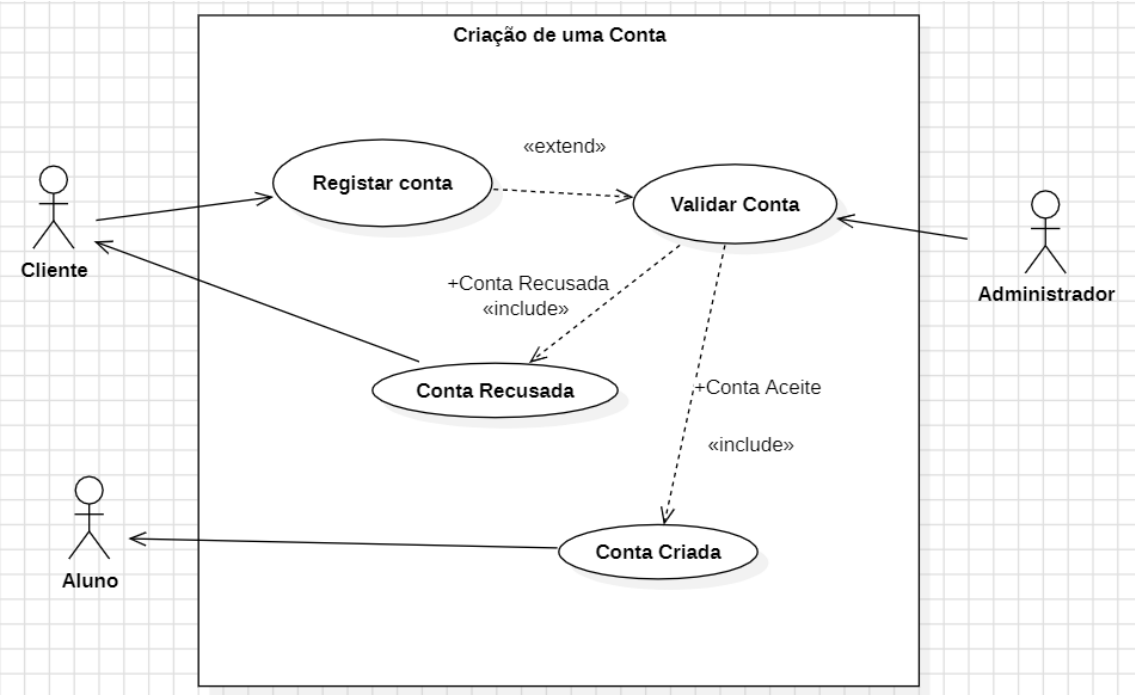 Criação de uma Conta
«extend»
Registar conta
Validar Conta
Cliente
Administrador
+Conta Recusada
«include»
Conta Recusada
+Conta Aceite
«include»
Conta Criada
Aluno